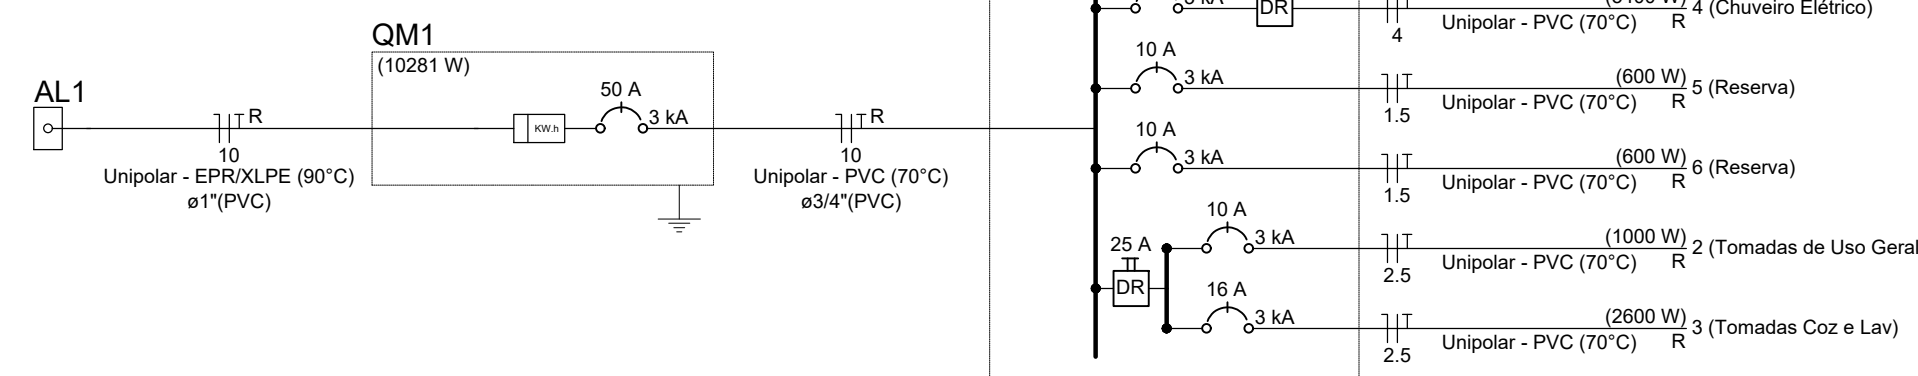 AL1
R
10
Unipolar - EPR/XLPE (90°C)
ø1"(PVC)
QM1
(10281 W)
KW.h
50 A
3 kA
R
10
Unipolar - PVC (70°C)
ø3/4"(PVC)
DR
4
Unipolar - PVC (70°C)
R
4 (Chuveiro Elétrico)
10 A
3 kA
1.5
(600 W)
Unipolar - PVC (70°C)
R
5 (Reserva)
10 A
3 kA
1.5
(600 W)
Unipolar - PVC (70°C)
R
6 (Reserva)
25 A
DR
10 A
3 kA
2.5
(1000 W)
Unipolar - PVC (70°C)
R
2 (Tomadas de Uso Geral
16 A
3 kA
2.5
(2600 W)
Unipolar - PVC (70°C)
R
3 (Tomadas Coz e Lav)